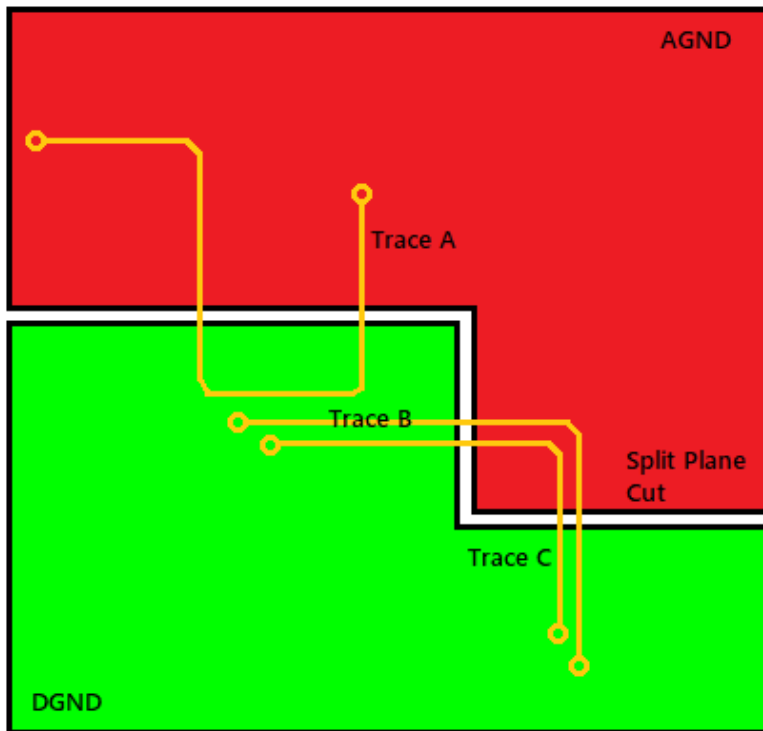 AGND
Trace A
Trace B
Split Plane
Cut
Trace C
DGND